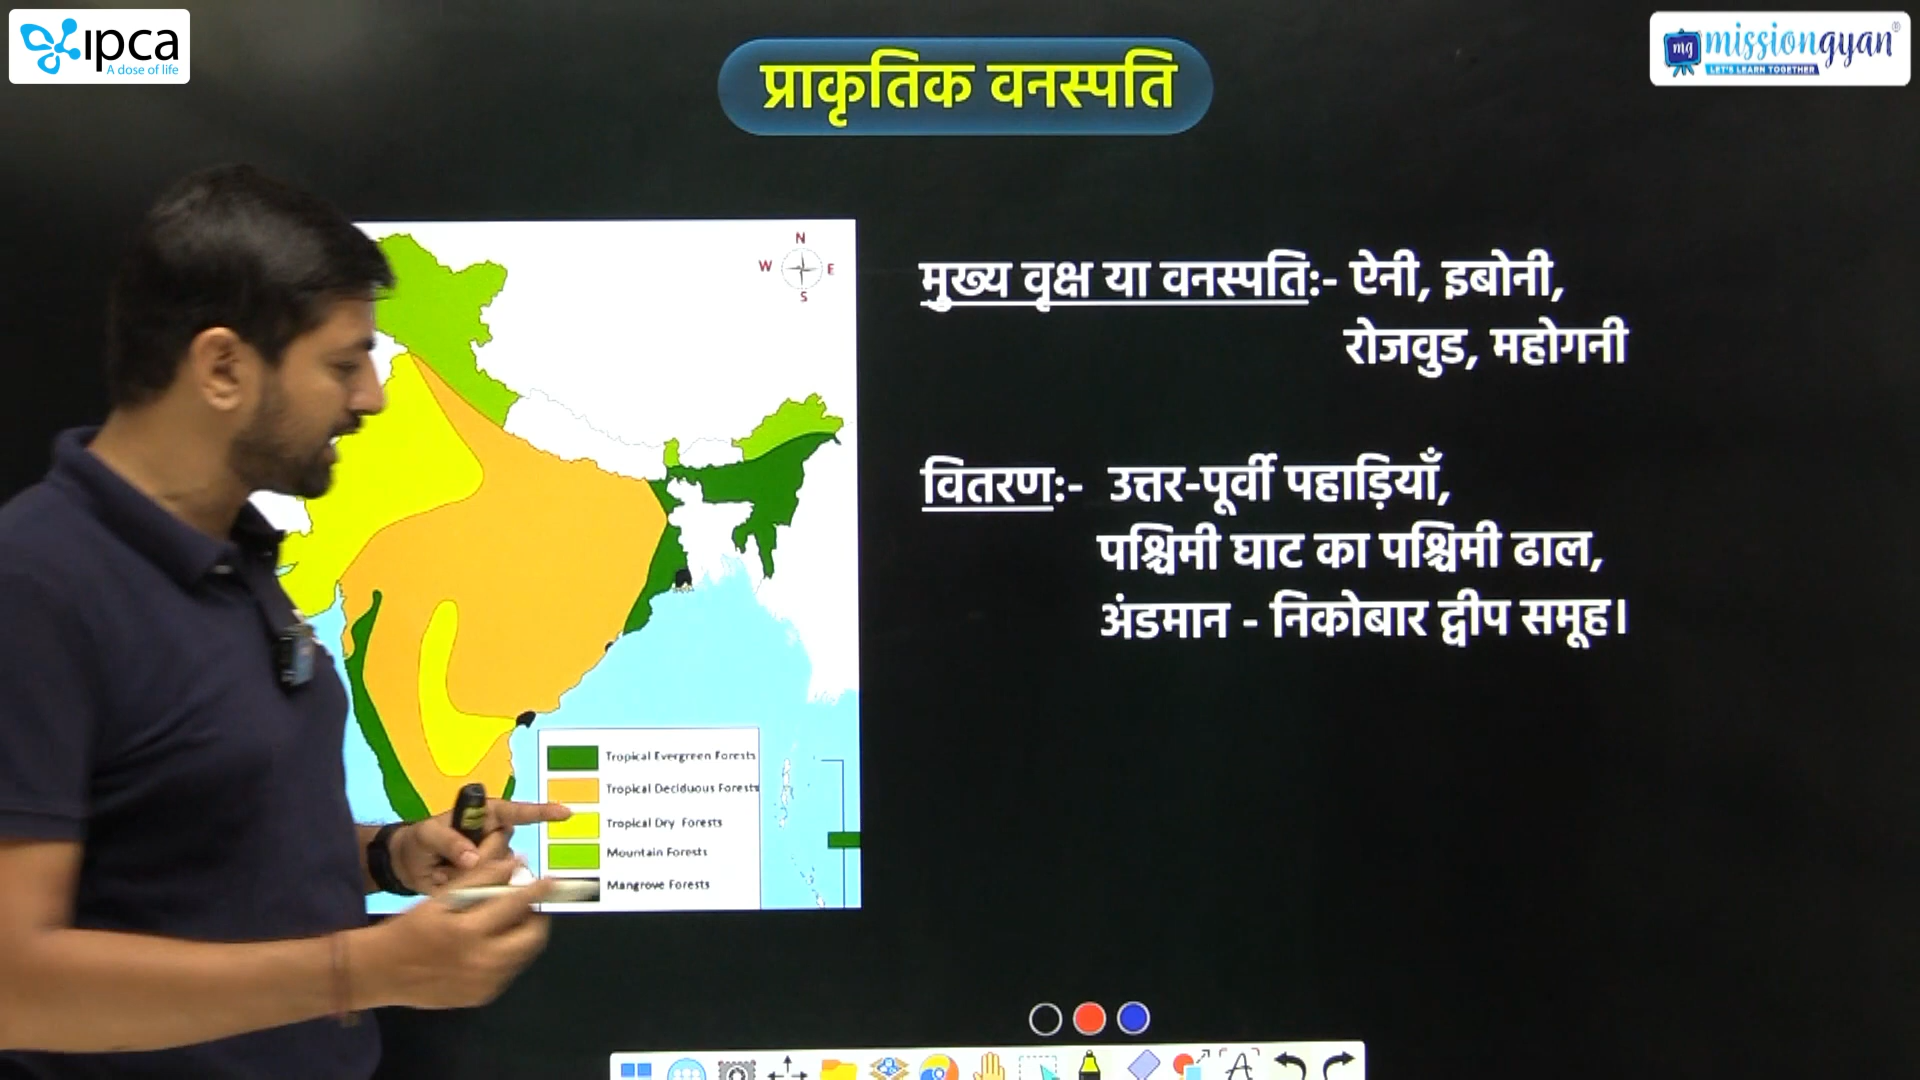 ipca
A dose of life
mg
missiongyan®
LET'S LEARN TOGETHER
प्राकृतिक वनस्पति
N
W
E
S
मुख्य वृक्ष या वनस्पति:- ऐनी, इबोनी,
रोजवुड, महोगनी
वितरण:- उत्तर-पूर्वी पहाड़ियाँ,
पश्चिमी घाट का पश्चिमी ढाल,
अंडमान - निकोबार द्वीप समूह।
Tropical Evergreen Forests
Tropical Deciduous Forests
Tropical Dry Forests
Mountain Forests
Mangrove Forests
A